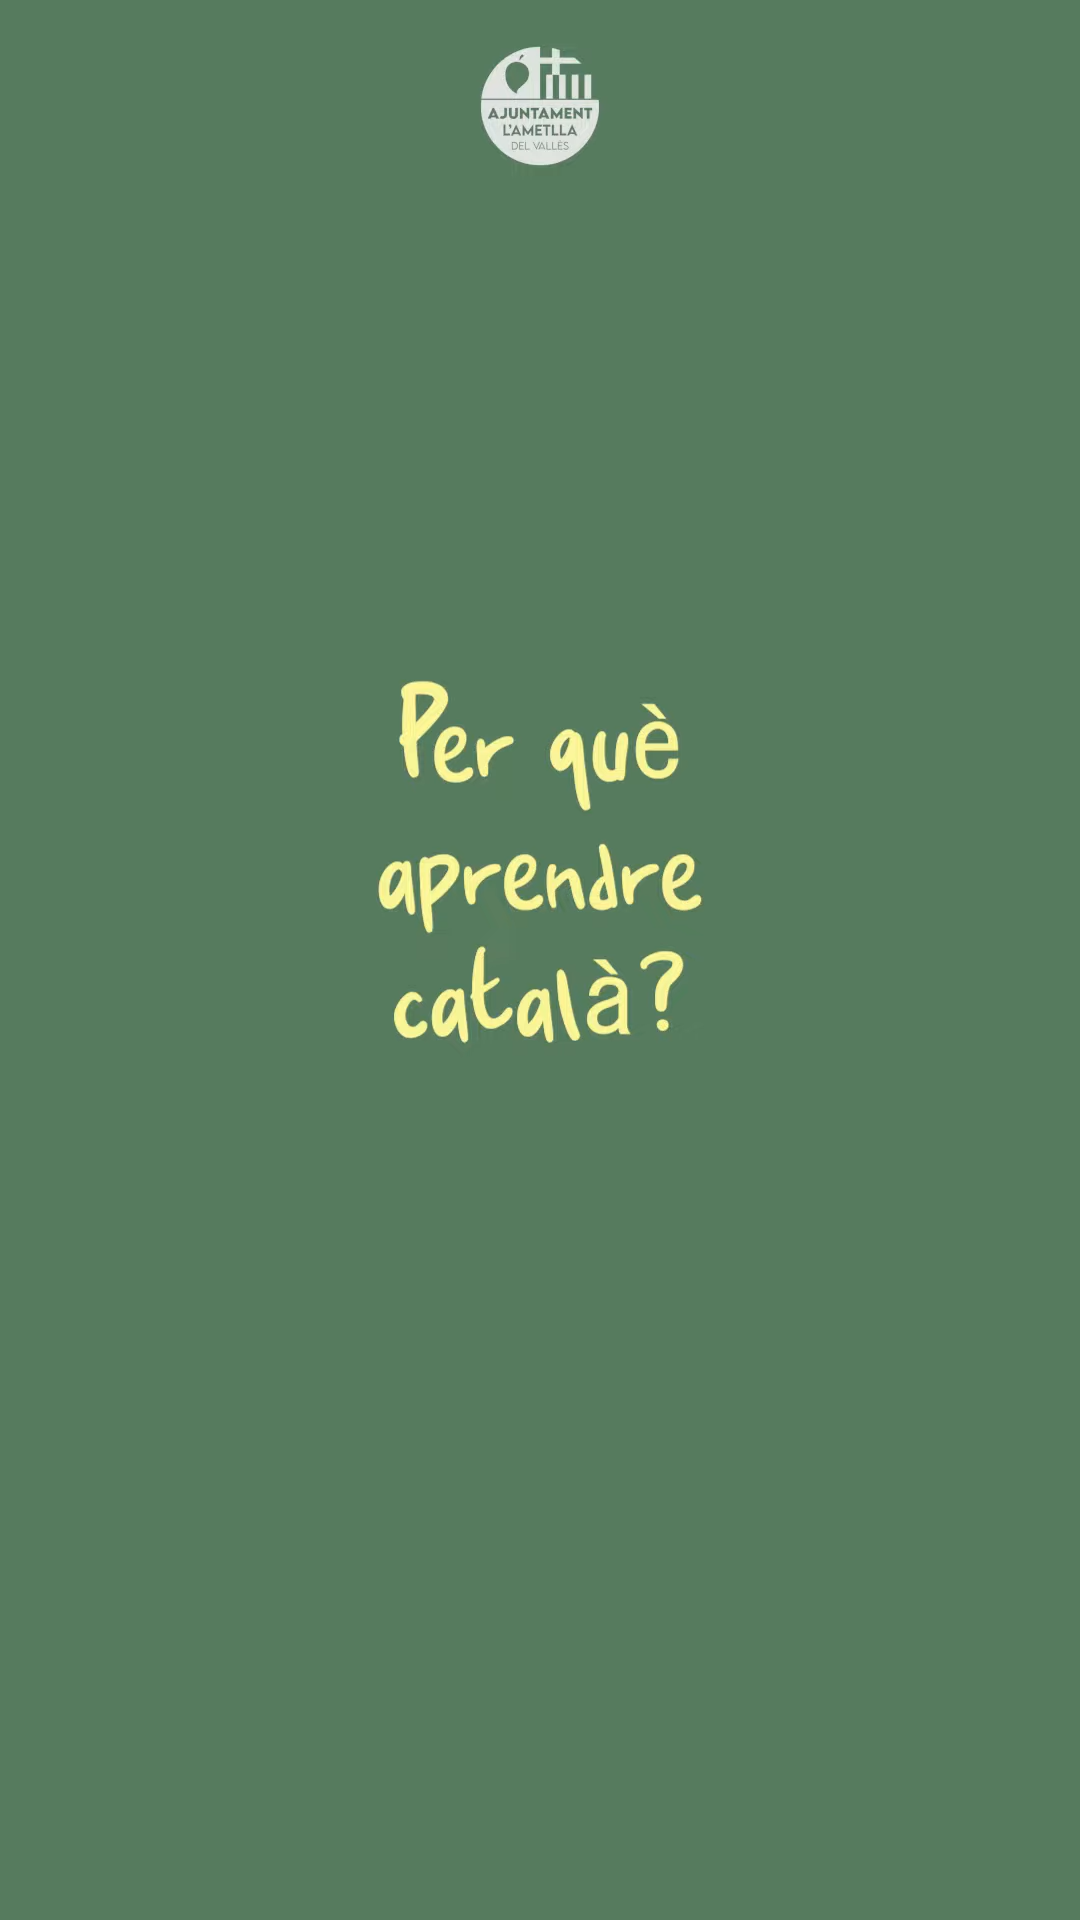 AJUNTAMENT
L'AMETLLA
DEL VALLÈS
Per què
aprendre
català?